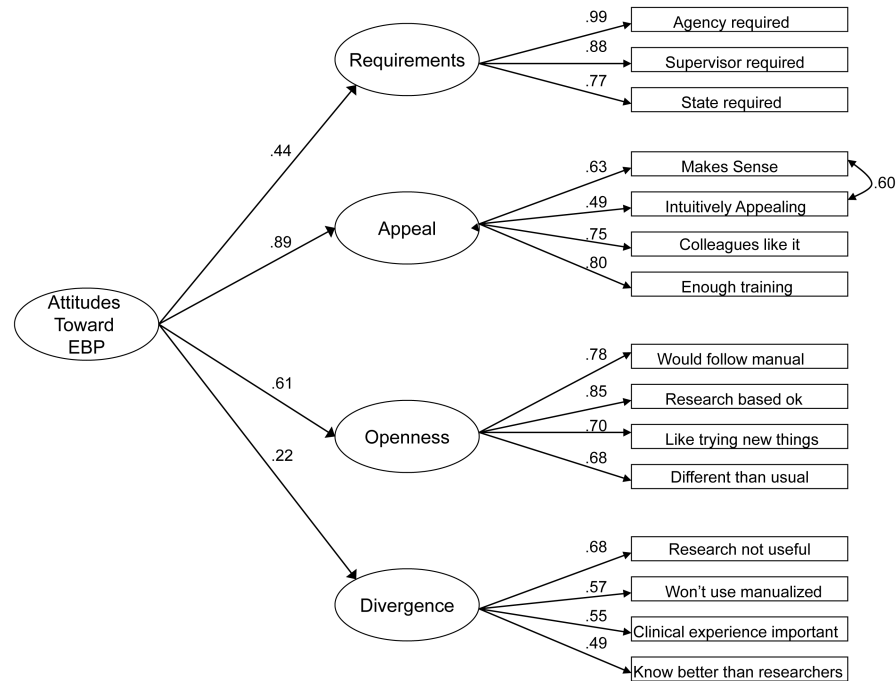 .99
Agency required
Requirements
.88
Supervisor required
.77
State required
.44
.63
Makes Sense
.60
.49
Intuitively Appealing
Appeal
.75
Colleagues like it
.89
.80
Enough training
Attitudes
Toward
EBP
.78
Would follow manual
.61
.85
Research based ok
Openness
.70
Like trying new things
.22
.68
Different than usual
.68
Research not useful
.57
Won't use manualized
Divergence
.55
Clinical experience important
.49
Know better than researchers